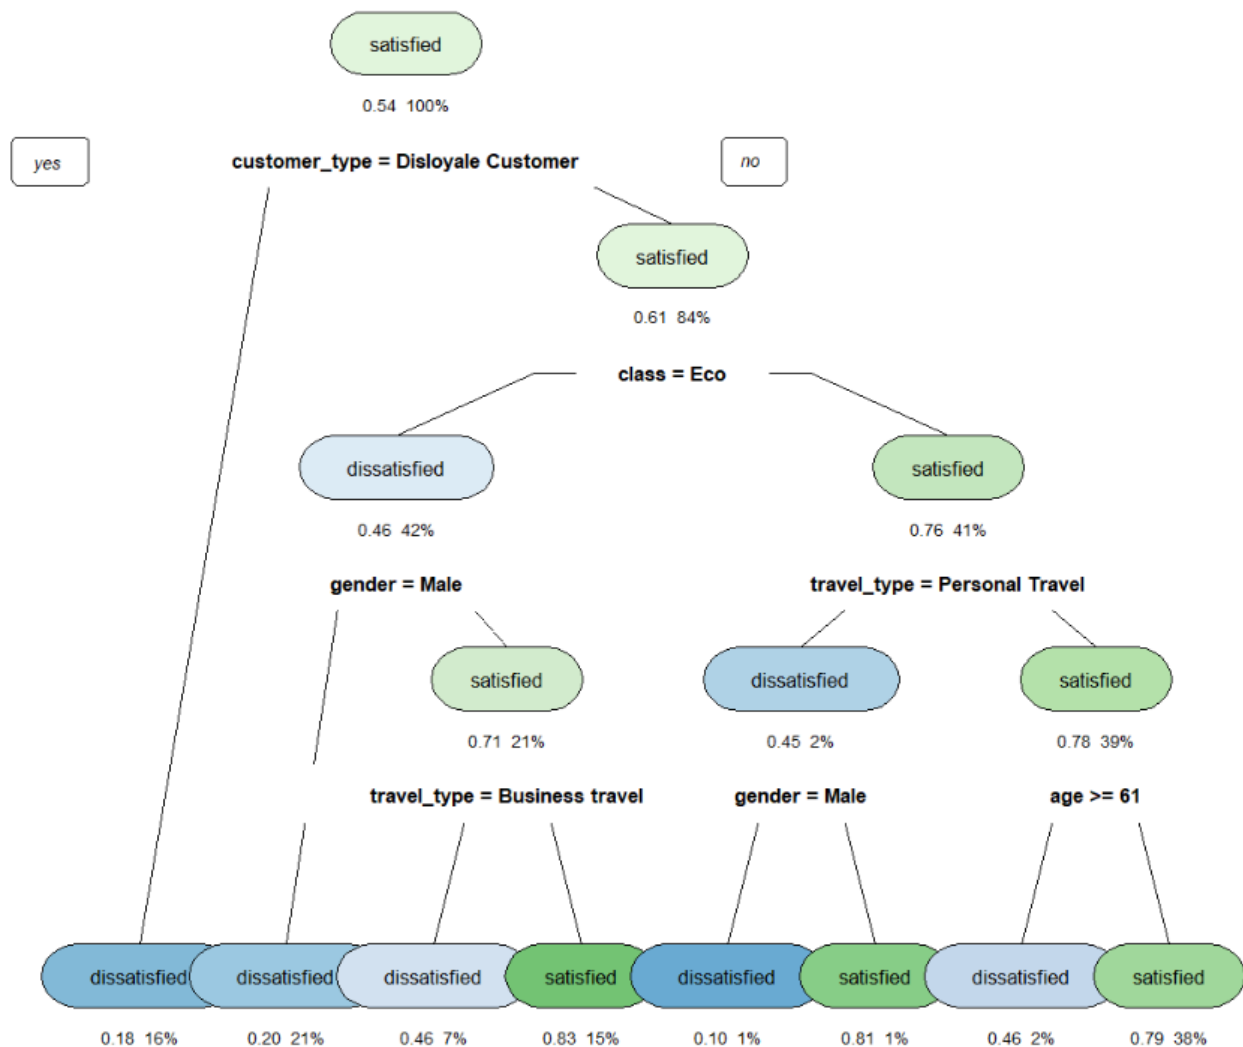 satisfied
0.54 100%
yes
customer_type = Disloyale Customer
no
satisfied
0.61 84%
class = Eco
dissatisfied
satisfied
0.46 42%
0.76 41%
gender = Male
travel_type = Personal Travel
satisfied
dissatisfied
satisfied
0.71 21%
0.45 2%
0.78 39%
travel_type = Business travel
gender = Male
age >= 61
dissatisfied
dissatisfied
dissatisfied
satisfied
dissatisfied
satisfied
dissatisfied
satisfied
0.18 16%
0.20 21%
0.46 7%
0.83 15%
0.10 1%
0.81 1%
0.46 2%
0.79 38%